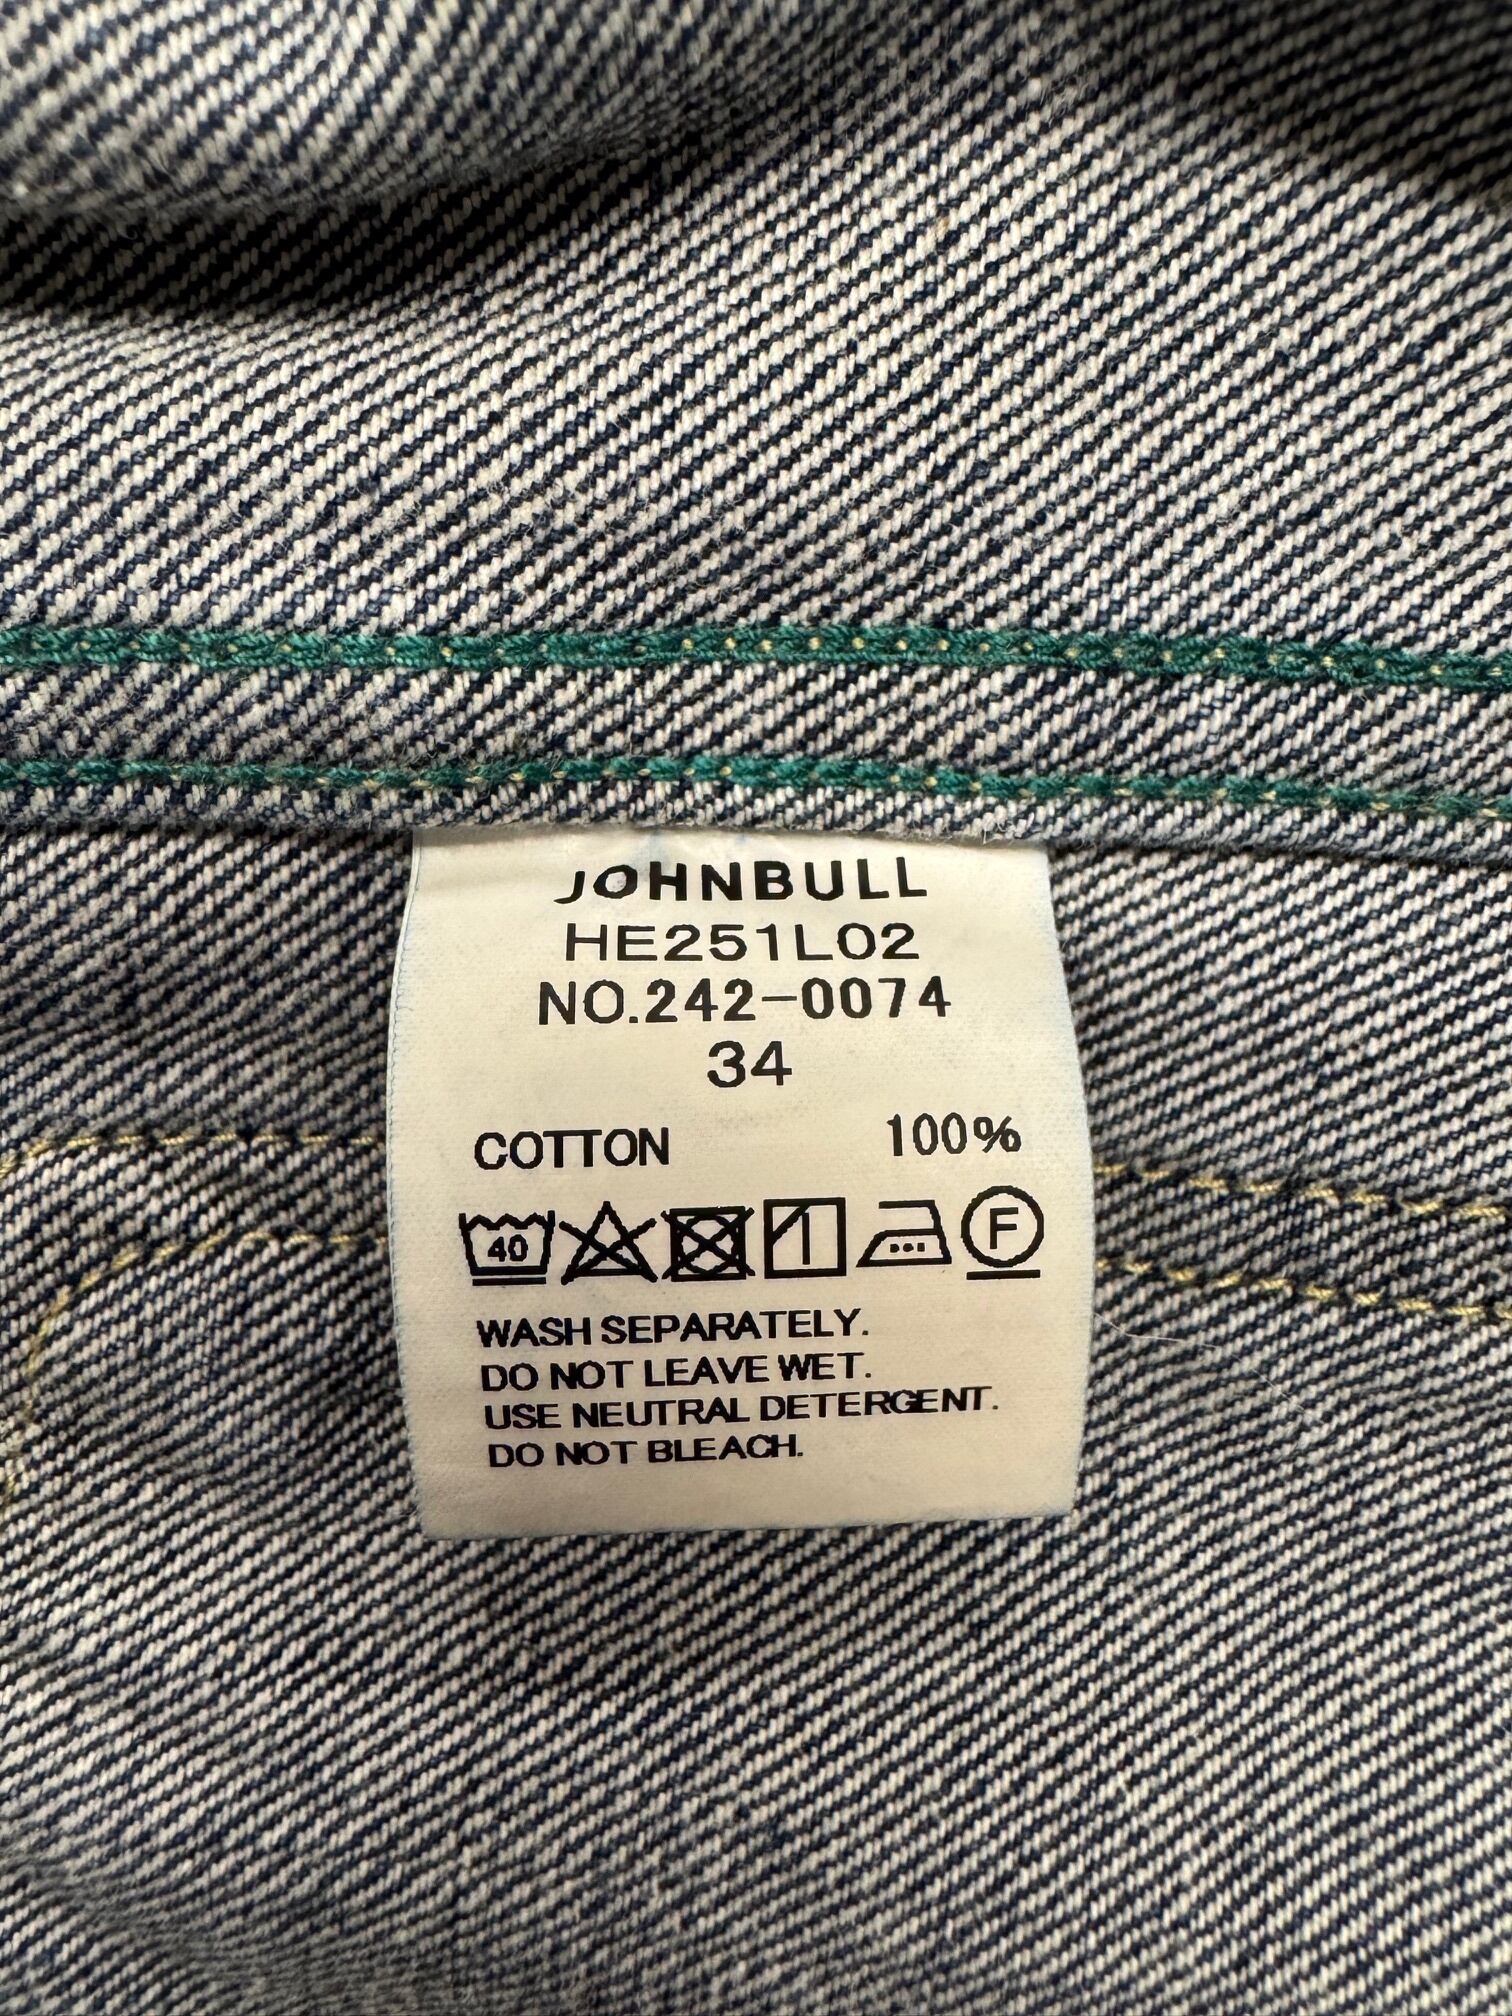 JOHNBULL
HE251L02
NO.242-0074
34
COTTON 100%
40 F
WASH SEPARATELY.
DO NOT LEAVE WET.
USE NEUTRAL DETERGENT.
DO NOT BLEACH.